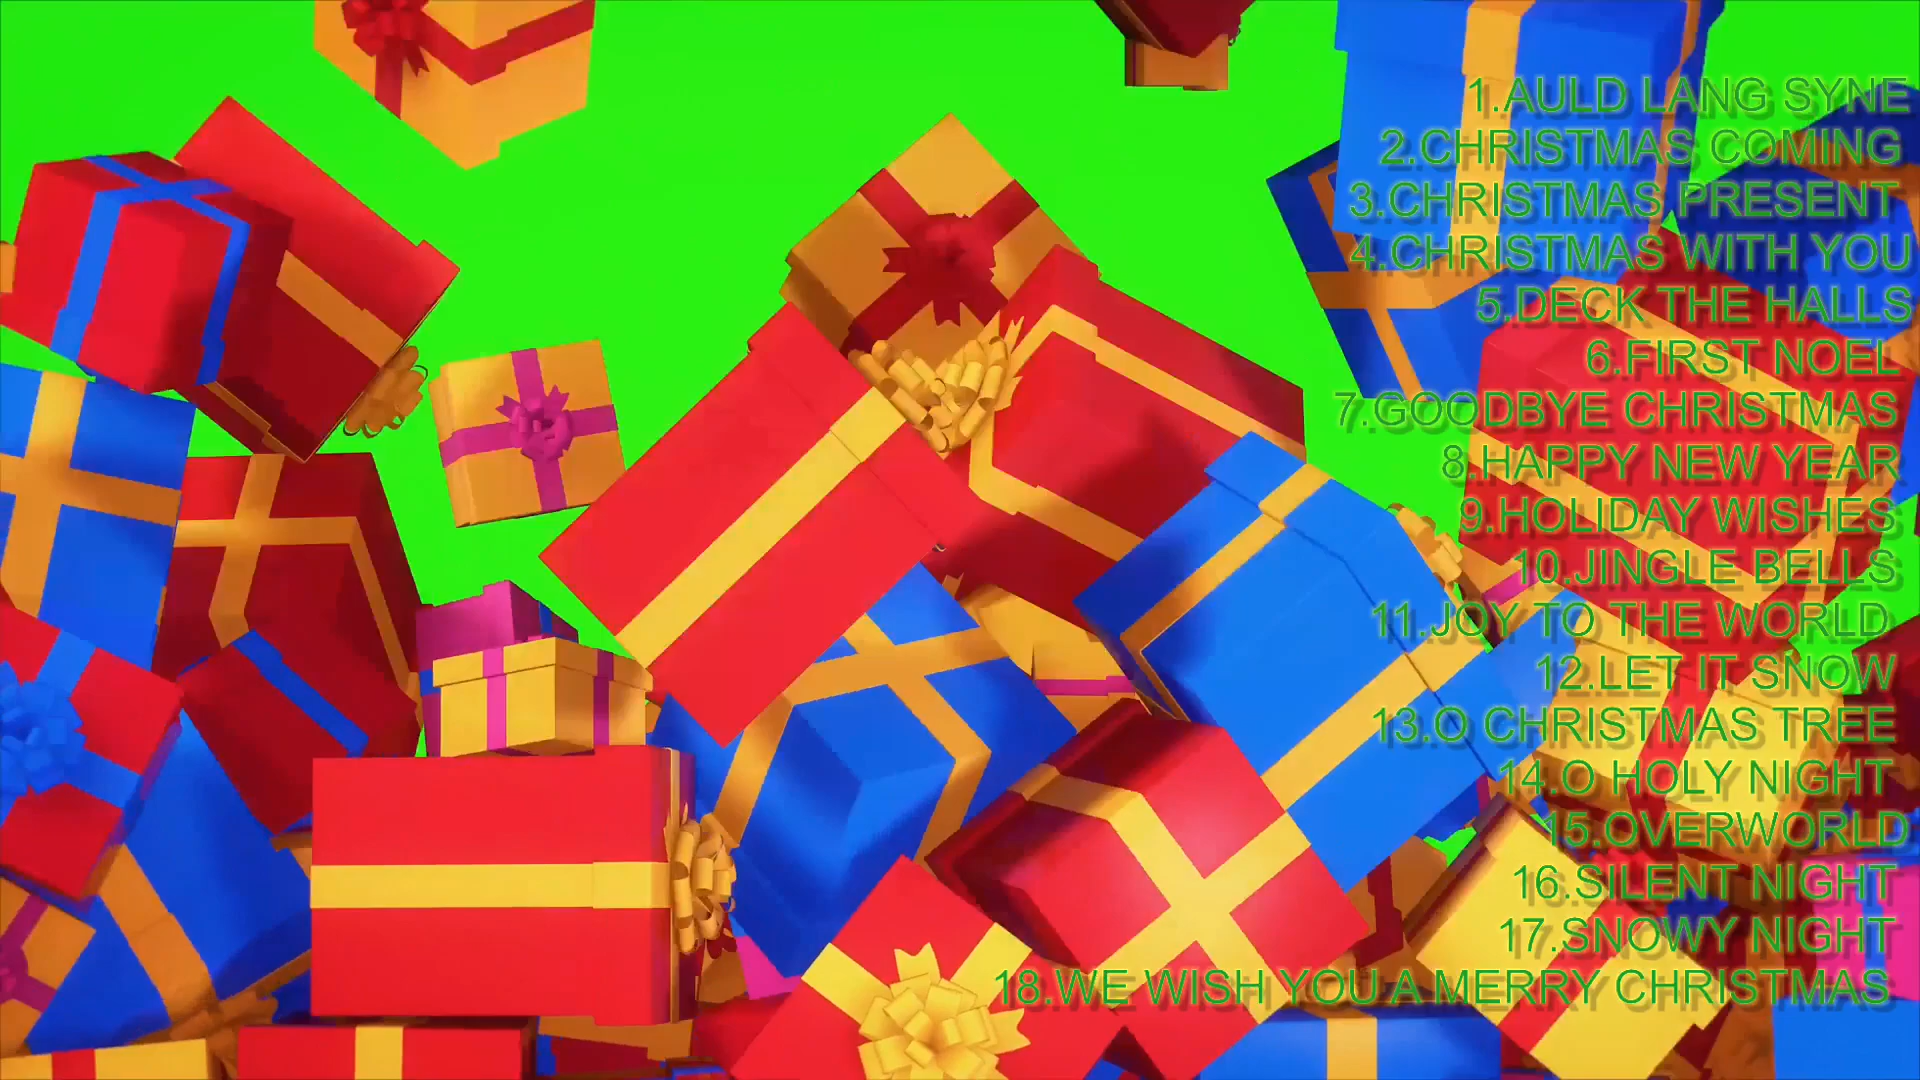 1.AULD LANG SYNE
2.CHRISTMAS COMING
3.CHRISTMAS PRESENT
4.CHRISTMAS WITH YOU
5.DECK THE HALLS
6.FIRST NOEL
7.GOODBYE CHRISTMAS
8.HAPPY NEW YEAR
9.HOLIDAY WISHES
10.JINGLE BELLS
11.JOY TO THE WORLD
12.LET IT SNOW
13.O CHRISTMAS TREE
14.O HOLY NIGHT
15.OVERWORLD
16.SILENT NIGHT
17.SNOWY NIGHT
18.WE WISH YOU A MERRY CHRISTMAS